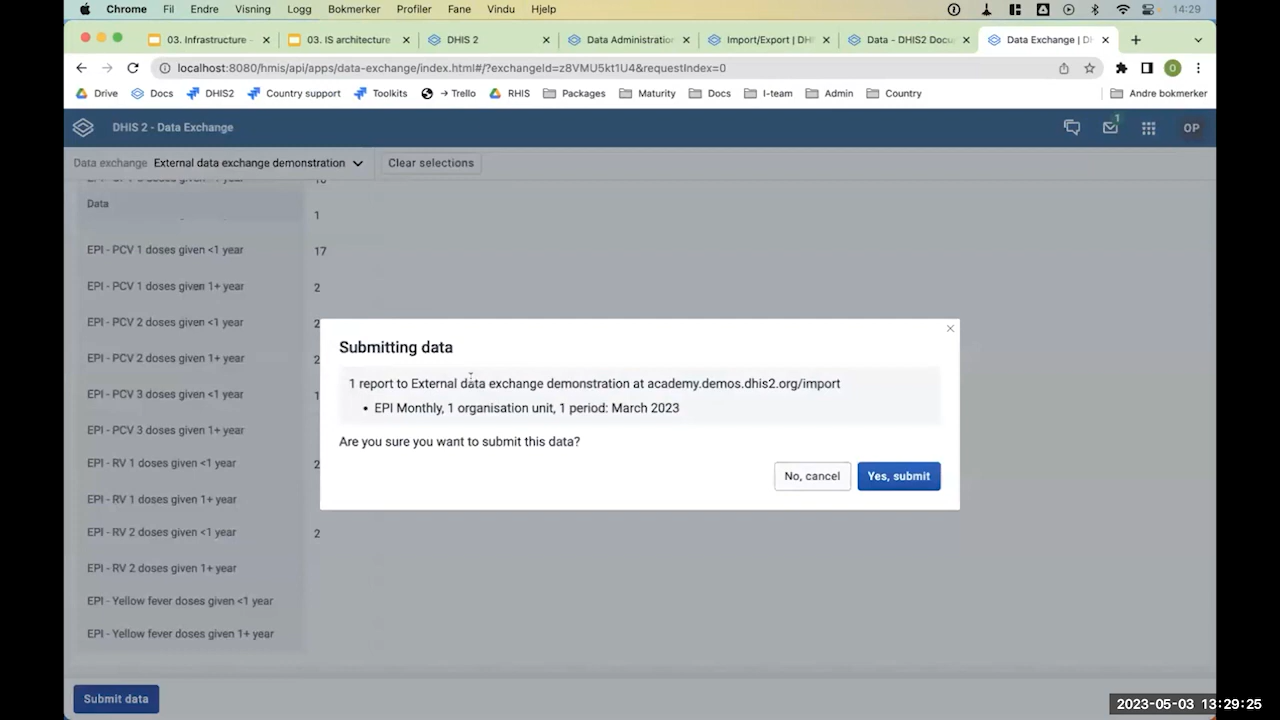 Chrome Fil Endre Visning Logg Bokmerker Profiler Fane Vindu Hjelp 14:29
03. Infrastructure - 03. IS architecture DHIS 2 Data Administration Import/Export | DH Data - DHIS2 Docu Data Exchange | D
localhost:8080/hmis/api/apps/data-exchange/index.html#/?exchangeId=z8VMU5kt1U4&requestIndex=0
Drive Docs DHIS2 Country support Toolkits → Trello RHIS Packages Maturity Docs I-team Admin Country Andre bokmerker
DHIS 2 - Data Exchange 1 OP
Data exchange External data exchange demonstration Clear selections
Data
1
EPI - PCV 1 doses given <1 year 17
EPI - PCV 1 doses given 1+ year 2
EPI - PCV 2 doses given <1 year 2
EPI - PCV 2 doses given 1+ year 2
EPI - PCV 3 doses given <1 year 1
EPI - PCV 3 doses given 1+ year
EPI - RV 1 doses given <1 year 2
EPI - RV 1 doses given 1+ year
EPI - RV 2 doses given <1 year 2
EPI - RV 2 doses given 1+ year
EPI - Yellow fever doses given <1 year
EPI - Yellow fever doses given 1+ year
Submitting data
1 report to External data exchange demonstration at academy.demos.dhis2.org/import
• EPI Monthly, 1 organisation unit, 1 period: March 2023
Are you sure you want to submit this data?
No, cancel Yes, submit
Submit data
2023-05-03 13:29:25